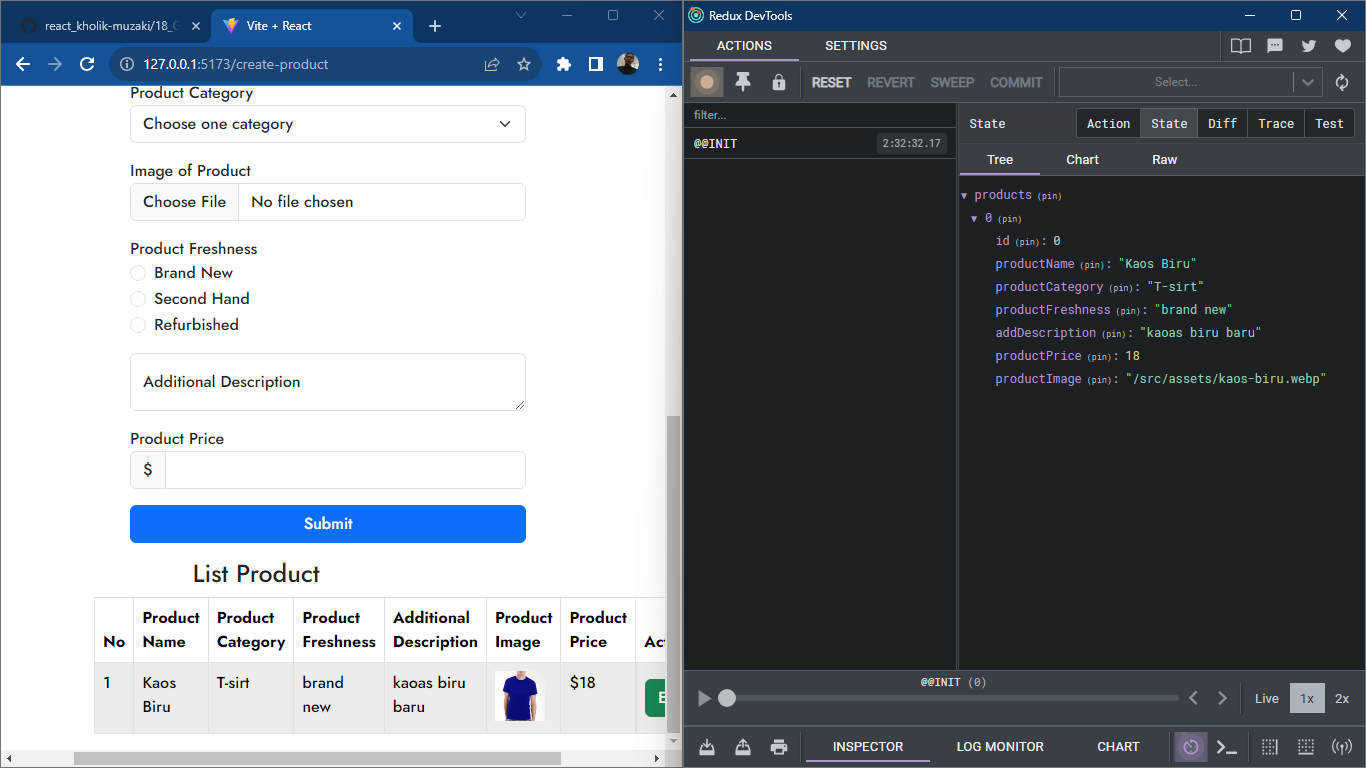 react_kholik-muzaki/18_G
Vite + React
127.0.0.1:5173/create-product
Product Category
Choose one category
Image of Product
Choose File No file chosen
Product Freshness
Brand New
Second Hand
Refurbished
Additional Description
Product Price
$
Submit
List Product
No Product Name Product Category Product Freshness Additional Description Product Image Product Price Act
1 Kaos Biru T-sirt brand new kaoas biru baru $18 E
Redux DevTools
ACTIONS SETTINGS
RESET REVERT SWEEP COMMIT Select...
filter...
@@INIT 2:32:32.17
State Action State Diff Trace Test
Tree Chart Raw
products (pin)
0 (pin)
id (pin): 0
productName (pin): "Kaos Biru"
productCategory (pin): "T-sirt"
productFreshness (pin): "brand new"
addDescription (pin): "kaoas biru baru"
productPrice (pin): 18
productImage (pin): "/src/assets/kaos-biru.webp"
@@INIT (0)
Live 1x 2x
INSPECTOR LOG MONITOR CHART